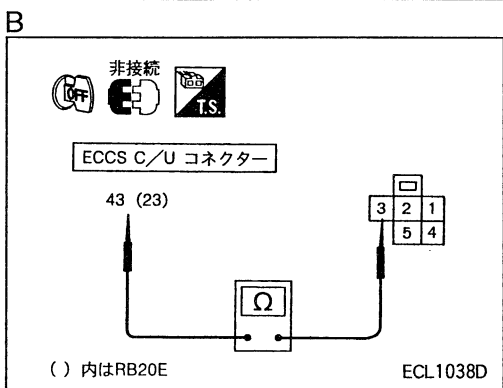 B
OFF
非接続
T.S.
ECCS C/U コネクター
43 (23)
3 2 1
5 4
Ω
( ) 内はRB20E
ECL1038D